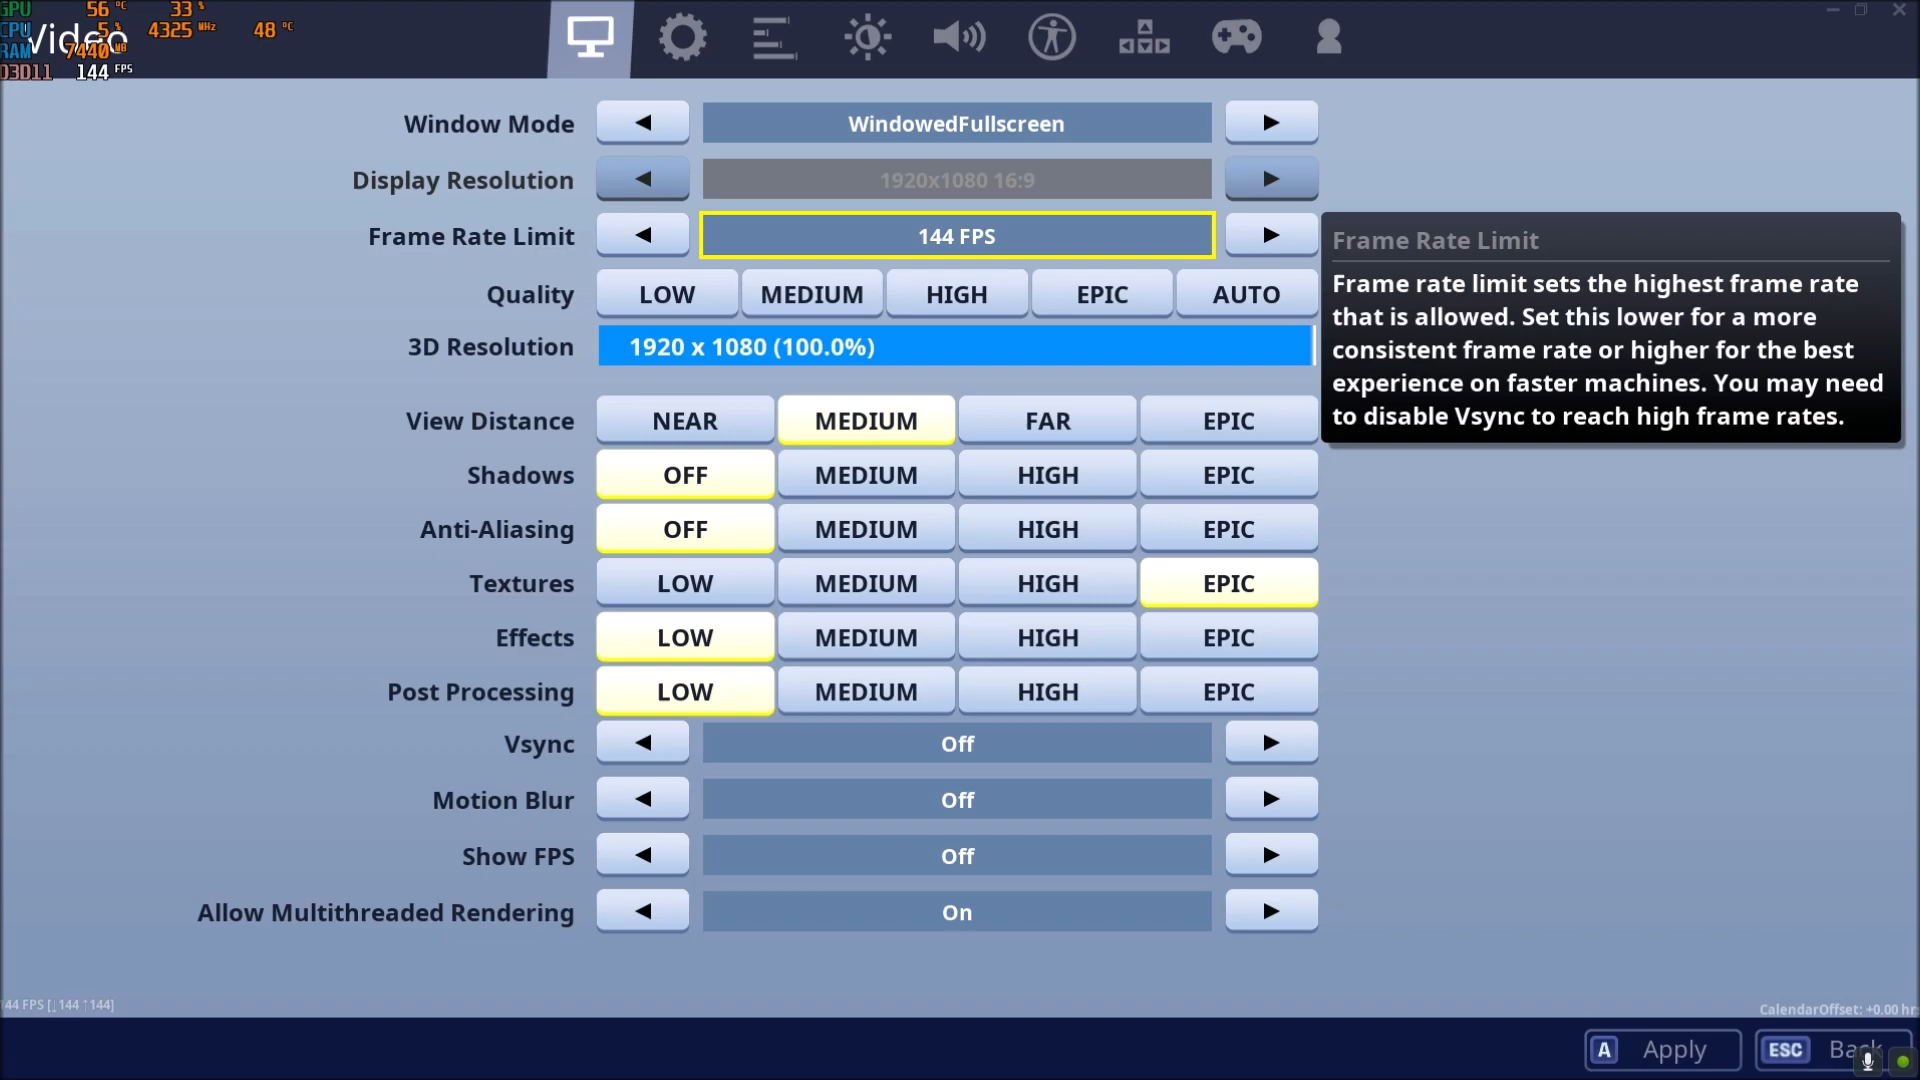 GPU 56 °C 33 %
CPU 5 % 4325 MHz 48 °C
Video
RAM 7440 MB
D3D11 144 FPS
Window Mode WindowedFullscreen
Display Resolution 1920x1080 16:9
Frame Rate Limit 144 FPS
Quality LOW MEDIUM HIGH EPIC AUTO
3D Resolution 1920 x 1080 (100.0%)
Frame Rate Limit
Frame rate limit sets the highest frame rate
that is allowed. Set this lower for a more
consistent frame rate or higher for the best
experience on faster machines. You may need
to disable Vsync to reach high frame rates.
View Distance NEAR MEDIUM FAR EPIC
Shadows OFF MEDIUM HIGH EPIC
Anti-Aliasing OFF MEDIUM HIGH EPIC
Textures LOW MEDIUM HIGH EPIC
Effects LOW MEDIUM HIGH EPIC
Post Processing LOW MEDIUM HIGH EPIC
Vsync Off
Motion Blur Off
Show FPS Off
Allow Multithreaded Rendering On
44 FPS [↓144 ↑144]
CalendarOffset: +0.00 hr
A Apply ESC Back